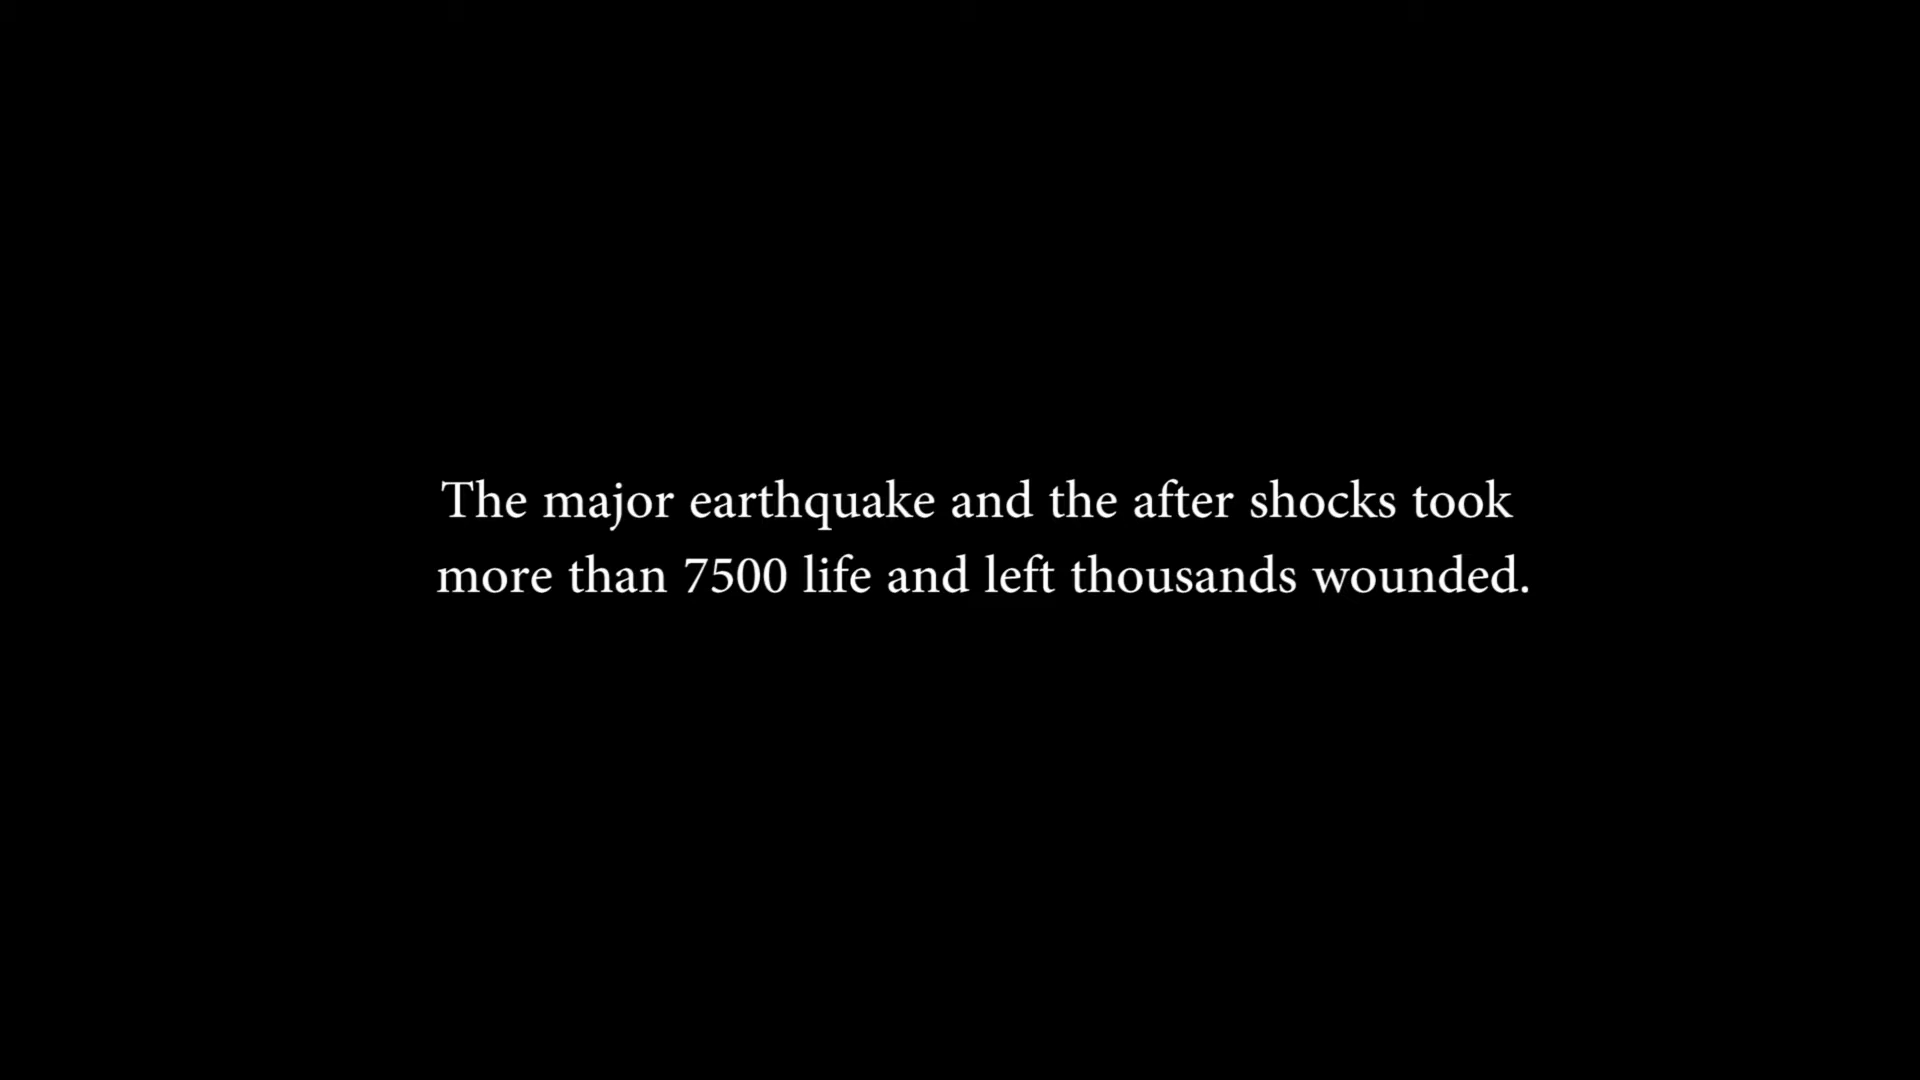 The major earthquake and the after shocks took
more than 7500 life and left thousands wounded.